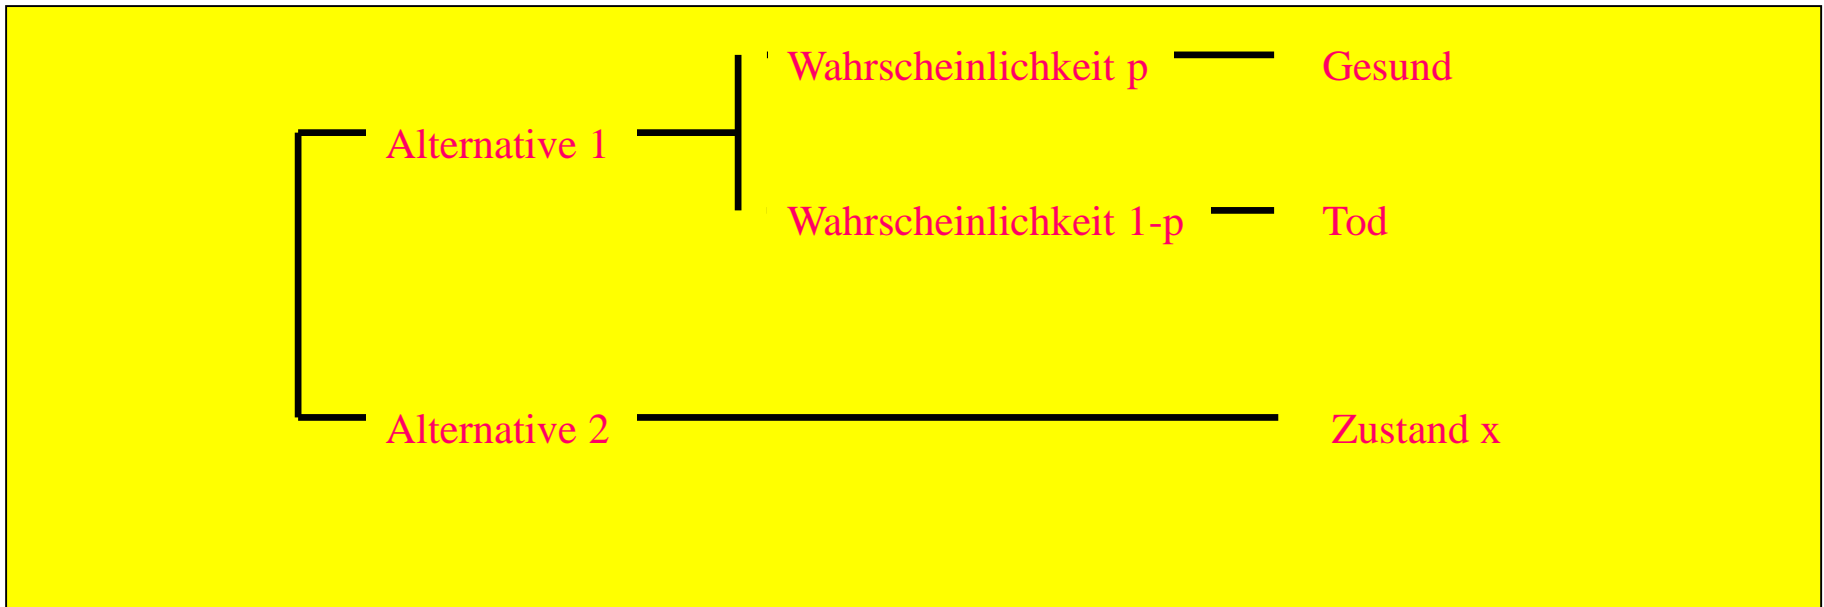 Wahrscheinlichkeit p Gesund
Alternative 1
Wahrscheinlichkeit 1-p Tod
Alternative 2 Zustand x